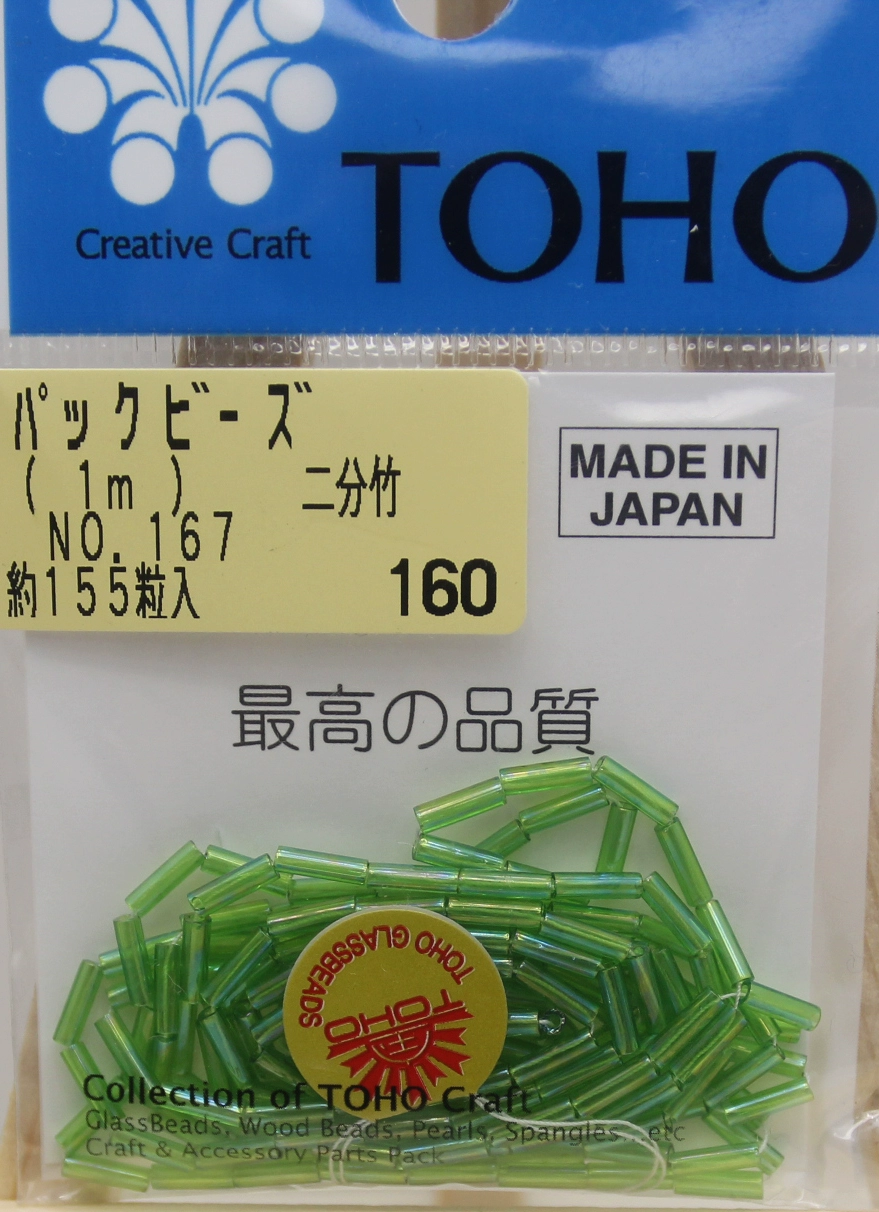 Creative Craft
TOHO
パックビーズ
(1m) 二分竹
NO.167
約155粒入 160
MADE IN
JAPAN
最高の品質
TOHO GLASSBEADS
TOHO
Collection of TOHO Craft
GlassBeads, Wood Beads, Pearls, Spangles...etc
Craft & Accessory Parts Pack